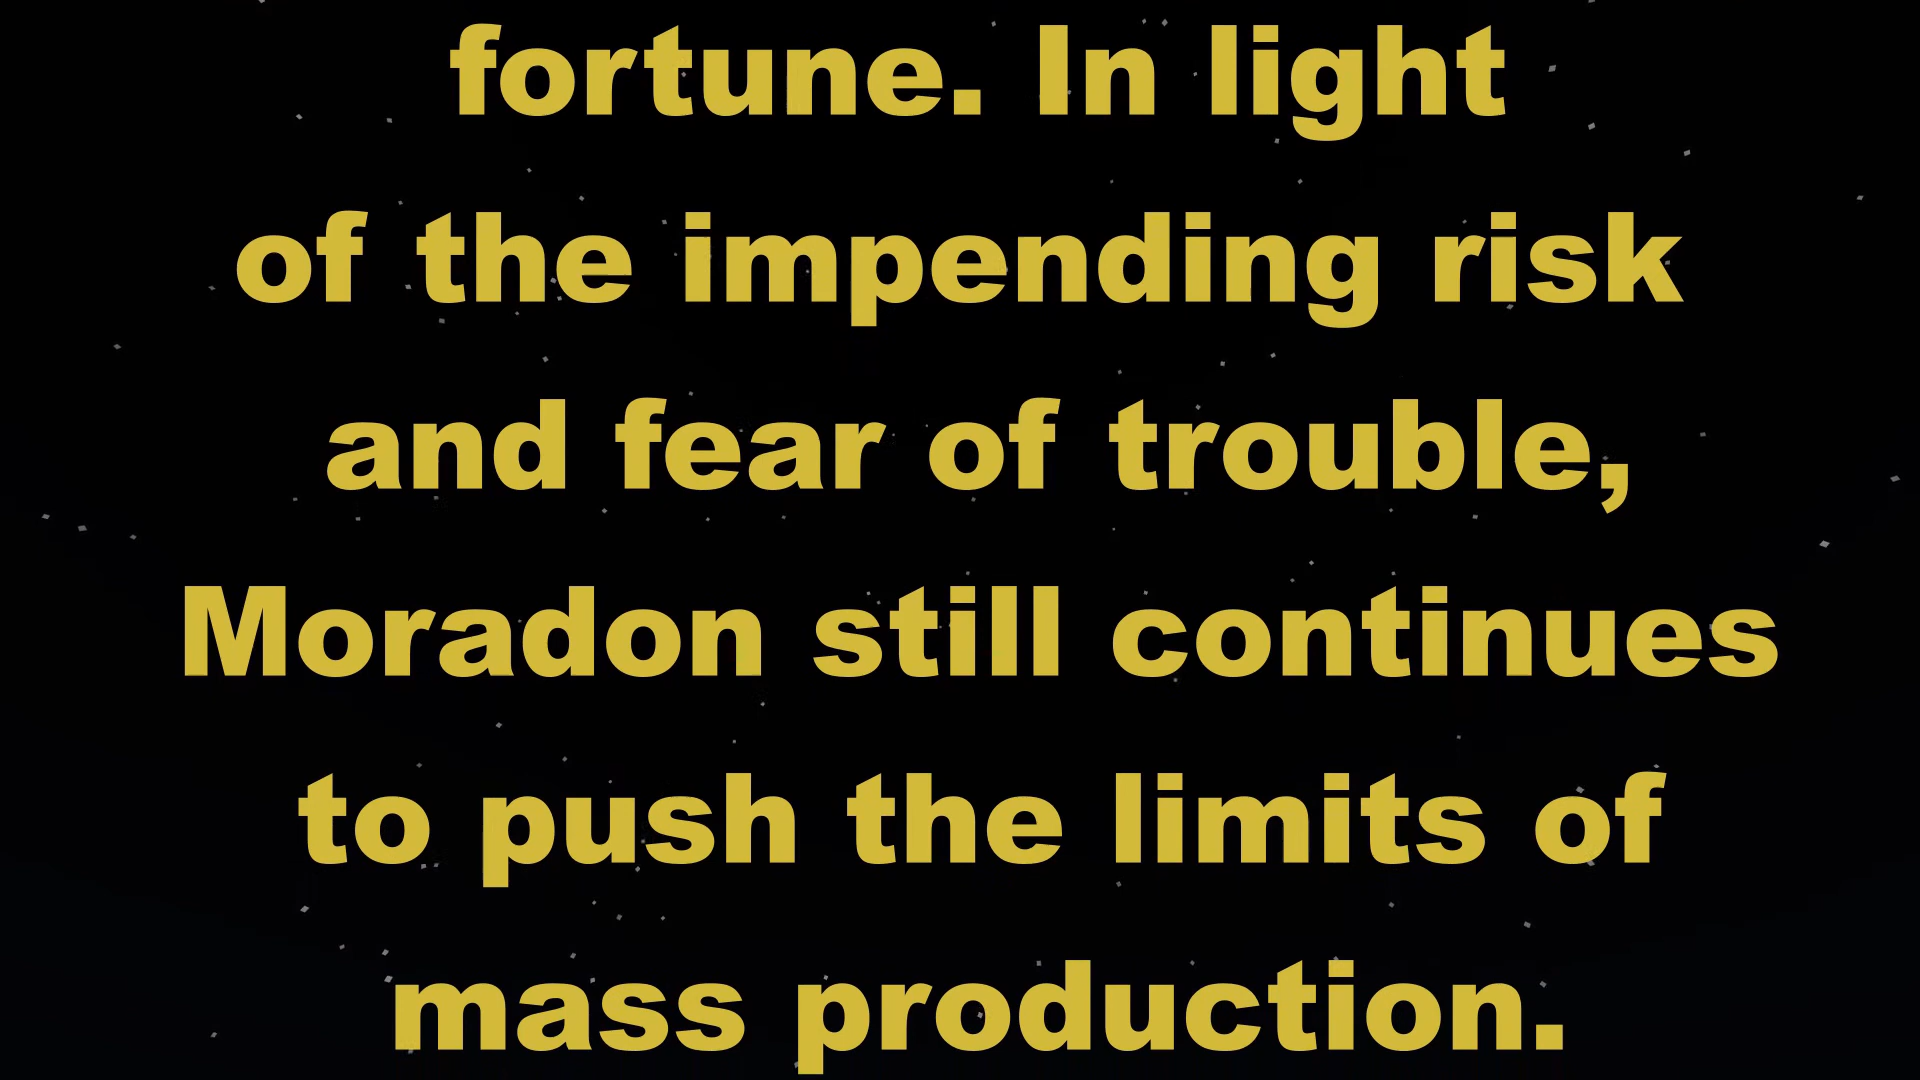 fortune. In light
of the impending risk
and fear of trouble,
Moradon still continues
to push the limits of
mass production.